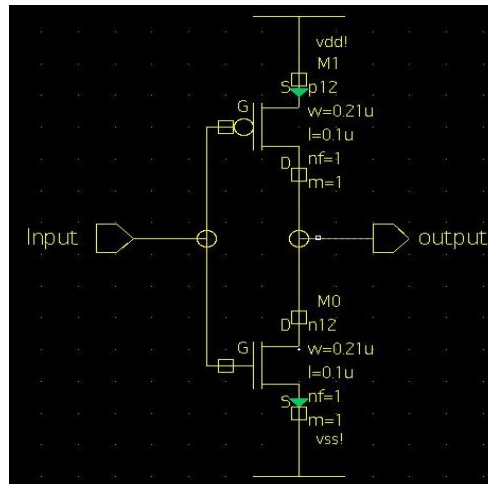 vdd!
M1
S p12
G
w=0.21u
l=0.1u
nf=1
D
m=1
Input
output
M0
D n12
G
w=0.21u
l=0.1u
nf=1
S
m=1
vss!